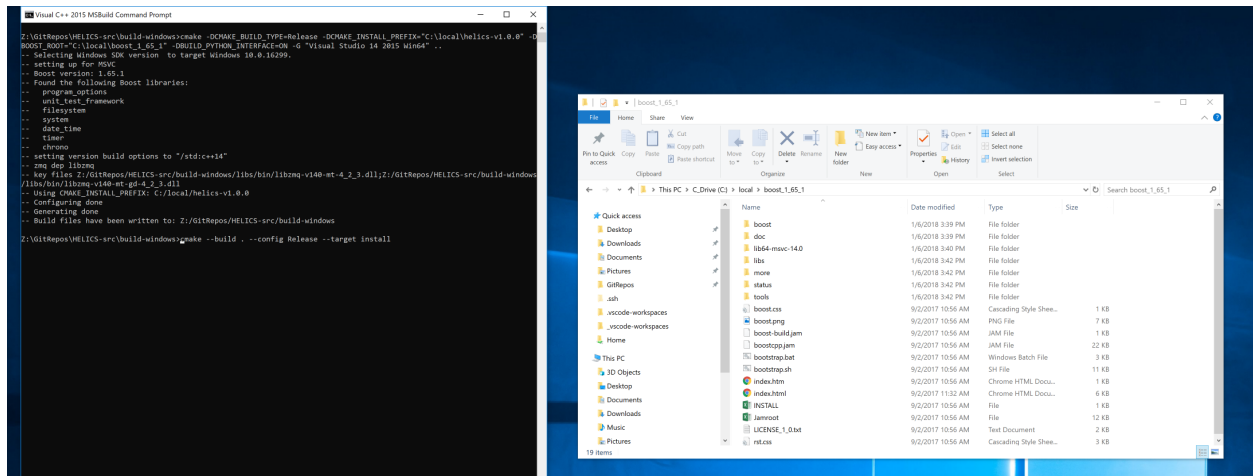 Visual C++ 2015 MSBuild Command Prompt
Z:\GitRepos\HELICS-src\build-windows>cmake -DCMAKE_BUILD_TYPE=Release -DCMAKE_INSTALL_PREFIX="C:\local\helics-v1.0.0" -D
BOOST_ROOT="C:\local\boost_1_65_1" -DBUILD_PYTHON_INTERFACE=ON -G "Visual Studio 14 2015 Win64" ..
-- Selecting Windows SDK version  to target Windows 10.0.16299.
-- setting up for MSVC
-- Boost version: 1.65.1
-- Found the following Boost libraries:
--   program_options
--   unit_test_framework
--   filesystem
--   system
--   date_time
--   timer
--   chrono
-- setting version build options to "/std:c++14"
-- zmq dep libzmq
-- key files Z:/GitRepos/HELICS-src/build-windows/libs/bin/libzmq-v140-mt-4_2_3.dll;Z:/GitRepos/HELICS-src/build-windows
/libs/bin/libzmq-v140-mt-gd-4_2_3.dll
-- Using CMAKE_INSTALL_PREFIX: C:/local/helics-v1.0.0
-- Configuring done
-- Generating done
-- Build files have been written to: Z:/GitRepos/HELICS-src/build-windows
Z:\GitRepos\HELICS-src\build-windows>cmake --build . --config Release --target install
boost_1_65_1
File Home Share View
Pin to Quick access
Copy
Paste
Cut
Copy path
Paste shortcut
Clipboard
Move to
Copy to
Delete
Rename
Organize
New folder
New item
Easy access
New
Properties
Open
Edit
History
Open
Select all
Select none
Invert selection
Select
This PC > C_Drive (C:) > local > boost_1_65_1
Search boost_1_65_1
Quick access
Desktop
Downloads
Documents
Pictures
GitRepos
.ssh
.vscode-workspaces
_vscode-workspaces
Home
This PC
3D Objects
Desktop
Documents
Downloads
Music
Pictures
Name Date modified Type Size
boost 1/6/2018 3:39 PM File folder
doc 1/6/2018 3:39 PM File folder
lib64-msvc-14.0 1/6/2018 3:40 PM File folder
libs 1/6/2018 3:42 PM File folder
more 1/6/2018 3:42 PM File folder
status 1/6/2018 3:42 PM File folder
tools 1/6/2018 3:42 PM File folder
boost.css 9/2/2017 10:56 AM Cascading Style Shee... 1 KB
boost.png 9/2/2017 10:56 AM PNG File 7 KB
boost-build.jam 9/2/2017 10:56 AM JAM File 1 KB
boostcpp.jam 9/2/2017 10:56 AM JAM File 22 KB
bootstrap.bat 9/2/2017 10:56 AM Windows Batch File 3 KB
bootstrap.sh 9/2/2017 10:56 AM SH File 11 KB
index.htm 9/2/2017 10:56 AM Chrome HTML Docu... 1 KB
index.html 9/2/2017 11:32 AM Chrome HTML Docu... 6 KB
INSTALL 9/2/2017 10:56 AM File 1 KB
Jamroot 9/2/2017 10:56 AM File 12 KB
LICENSE_1_0.txt 9/2/2017 10:56 AM Text Document 2 KB
rst.css 9/2/2017 10:56 AM Cascading Style Shee... 3 KB
19 items